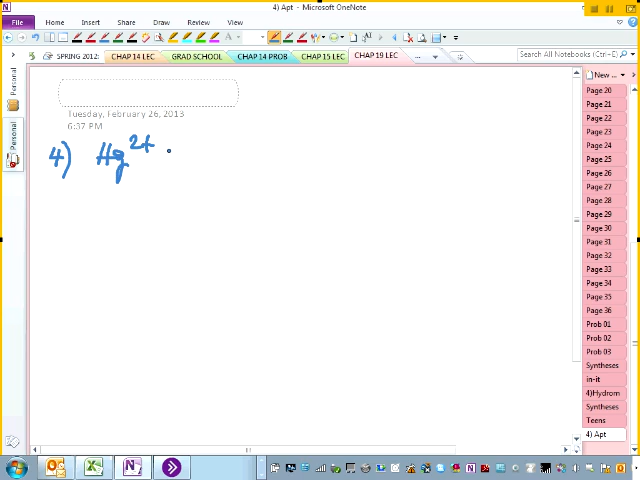 4) Apt - Microsoft OneNote
File Home Insert Share Draw Review View
SPRING 2012: CHAP 14 LEC GRAD SCHOOL CHAP 14 PROB CHAP 15 LEC CHAP 19 LEC ...
Search All Notebooks (Ctrl+E)
Personal
Personal
Tuesday, February 26, 2013
6:37 PM
4) Hg2+
New ...
Page 20
Page 21
Page 22
Page 23
Page 24
Page 25
Page 26
Page 27
Page 28
Page 29
Page 30
Page 31
Page 32
Page 33
Page 34
Page 35
Page 36
Prob 01
Prob 02
Prob 03
Syntheses
in-it
4)Hydrom
Syntheses
Teens
4) Apt